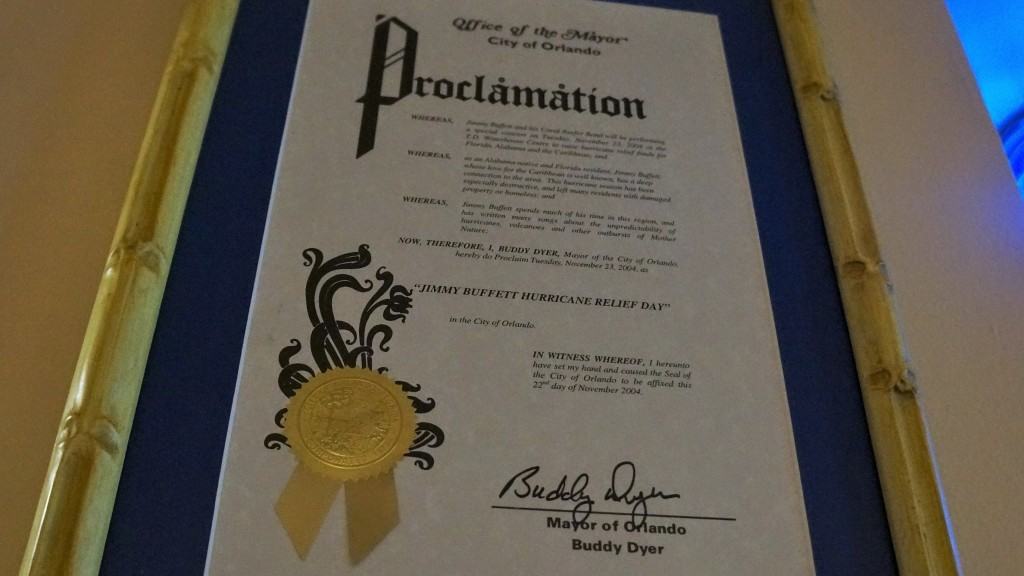 Office of the Mayor
City of Orlando
Proclamation
WHEREAS, Jimmy Buffett and his Coral Reefer Band will be performing
a special concert on Tuesday, November 23, 2004 at the
T.D. Waterhouse Centre to raise hurricane relief funds for
Florida, Alabama and the Caribbean; and
WHEREAS, as an Alabama native and Florida resident, Jimmy Buffett,
whose love for the Caribbean is well known, has a deep
connection to the area. This hurricane season has been
especially destructive, and left many residents with damaged
property or homeless; and
WHEREAS, Jimmy Buffett spends much of his time in this region, and
has written many songs about the unpredictability of
hurricanes, volcanoes and other outbursts of Mother
Nature;
NOW, THEREFORE, I, BUDDY DYER, Mayor of the City of Orlando,
hereby do Proclaim Tuesday, November 23, 2004, as
"JIMMY BUFFETT HURRICANE RELIEF DAY"
in the City of Orlando.
IN WITNESS WHEREOF, I hereunto
have set my hand and caused the Seal of
the City of Orlando to be affixed this
22nd day of November 2004.
Buddy Dyer
Mayor of Orlando
Buddy Dyer